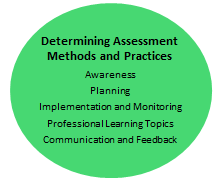 Determining Assessment
Methods and Practices
Awareness
Planning
Implementation and Monitoring
Professional Learning Topics
Communication and Feedback